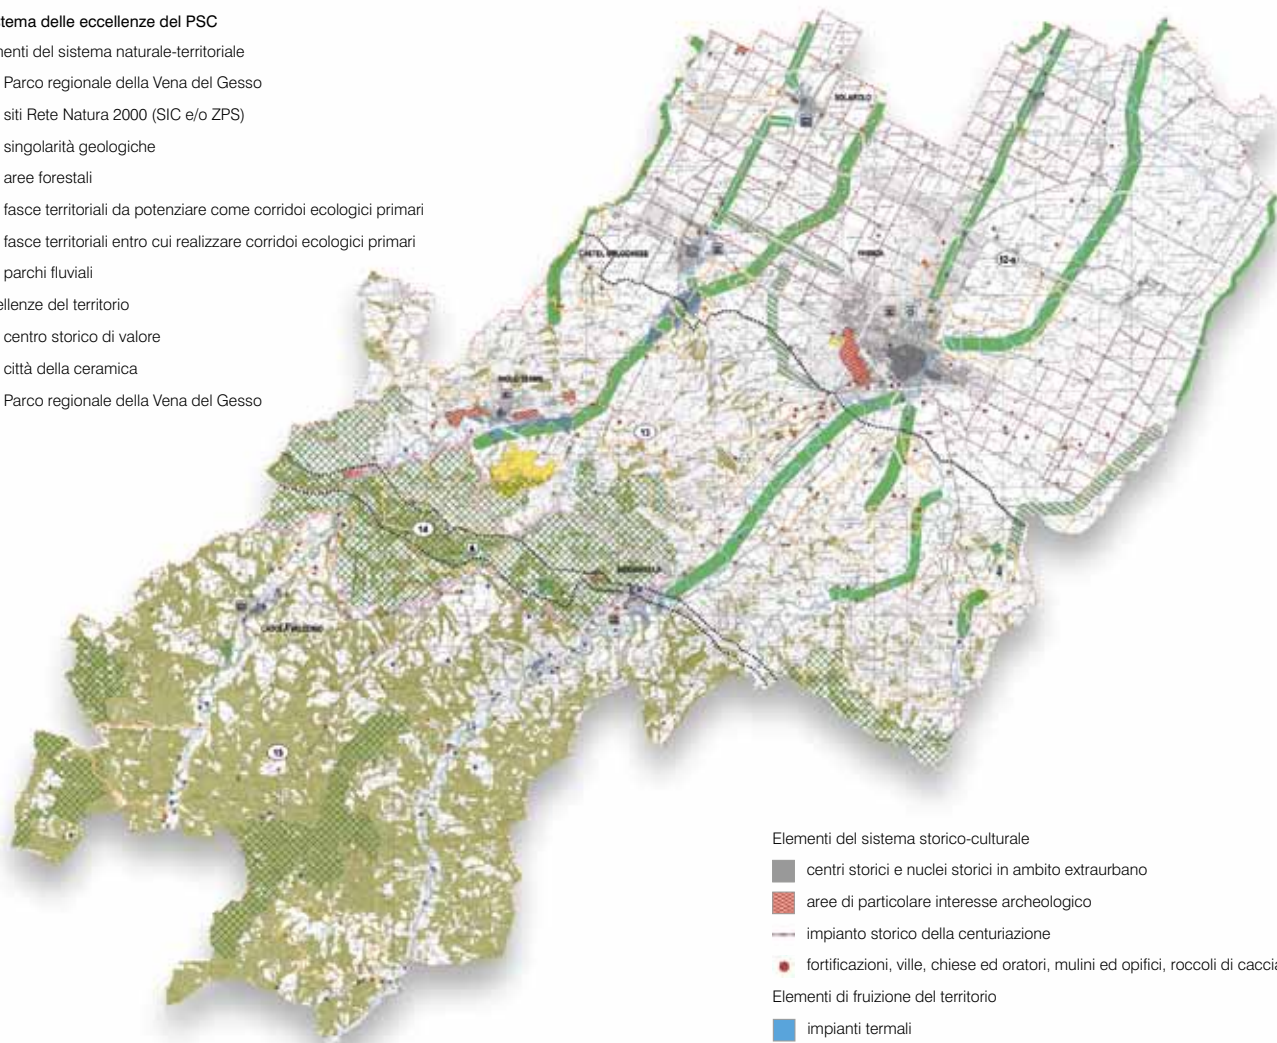 tema delle eccellenze del PSC
menti del sistema naturale-territoriale
Parco regionale della Vena del Gesso
siti Rete Natura 2000 (SIC e/o ZPS)
singolarità geologiche
aree forestali
fasce territoriali da potenziare come corridoi ecologici primari
fasce territoriali entro cui realizzare corridoi ecologici primari
parchi fluviali
ellenze del territorio
centro storico di valore
città della ceramica
Parco regionale della Vena del Gesso
SOLAROLO
13
14
15
Elementi del sistema storico-culturale
centri storici e nuclei storici in ambito extraurbano
aree di particolare interesse archeologico
impianto storico della centuriazione
fortificazioni, ville, chiese ed oratori, mulini ed opifici, roccoli di caccia
Elementi di fruizione del territorio
impianti termali